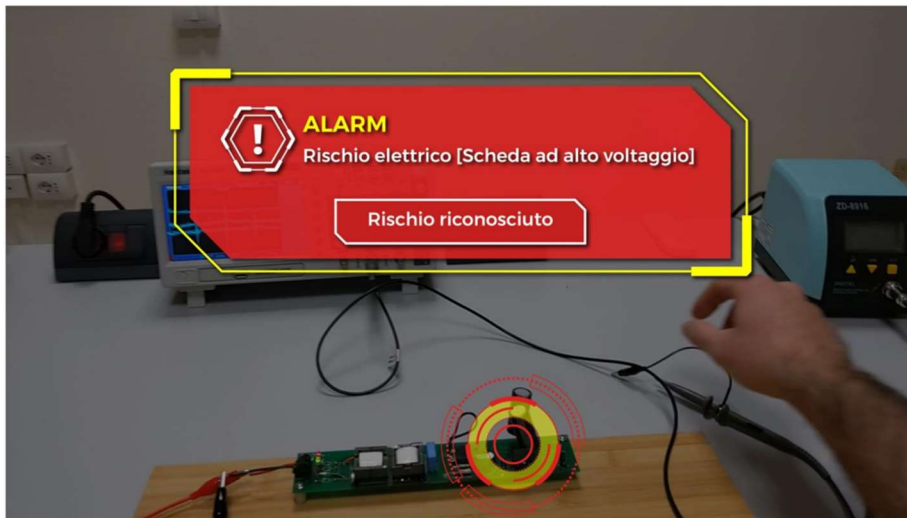 ALARM
Rischio elettrico [Scheda ad alto voltaggio]
Rischio riconosciuto
ZD-8916